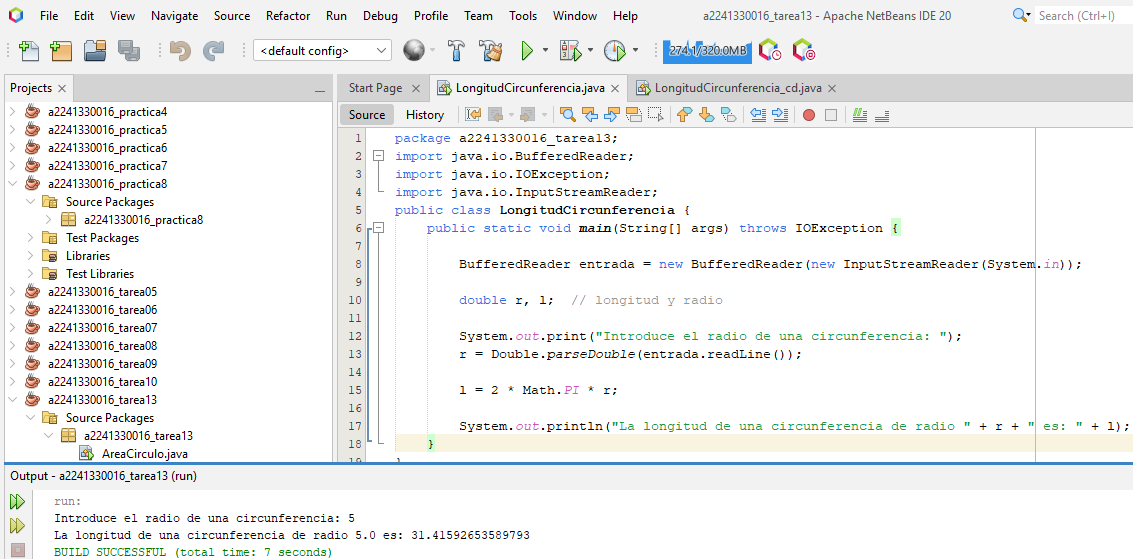 File Edit View Navigate Source Refactor Run Debug Profile Team Tools Window Help a2241330016_tarea13 - Apache NetBeans IDE 20 Search (Ctrl+I)
<default config> 274.1/320.0MB
Projects
a2241330016_practica4
a2241330016_practica5
a2241330016_practica6
a2241330016_practica7
a2241330016_practica8
Source Packages
a2241330016_practica8
Test Packages
Libraries
Test Libraries
a2241330016_tarea05
a2241330016_tarea06
a2241330016_tarea07
a2241330016_tarea08
a2241330016_tarea09
a2241330016_tarea10
a2241330016_tarea13
Source Packages
a2241330016_tarea13
AreaCirculo.java
Start Page LongitudCircunferencia.java LongitudCircunferencia_cd.java
Source History
1 package a2241330016_tarea13;
2 import java.io.BufferedReader;
3 import java.io.IOException;
4 import java.io.InputStreamReader;
5 public class LongitudCircunferencia {
6 public static void main(String[] args) throws IOException {
7
8 BufferedReader entrada = new BufferedReader(new InputStreamReader(System.in));
9
10 double r, l; // longitud y radio
11
12 System.out.print("Introduce el radio de una circunferencia: ");
13 r = Double.parseDouble(entrada.readLine());
14
15 l = 2 * Math.PI * r;
16
17 System.out.println("La longitud de una circunferencia de radio " + r + " es: " + l);
18 }
19 }
Output - a2241330016_tarea13 (run)
run:
Introduce el radio de una circunferencia: 5
La longitud de una circunferencia de radio 5.0 es: 31.41592653589793
BUILD SUCCESSFUL (total time: 7 seconds)